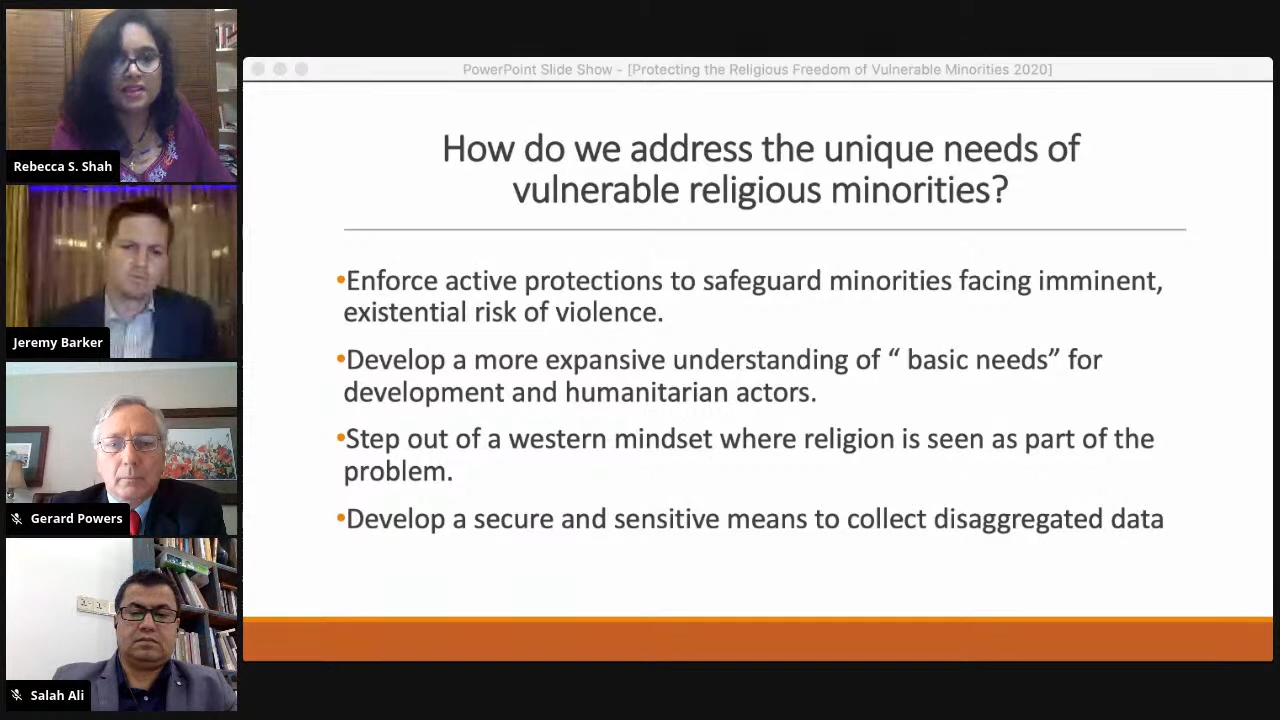 PowerPoint Slide Show - [Protecting the Religious Freedom of Vulnerable Minorities 2020]
How do we address the unique needs of
vulnerable religious minorities?
•Enforce active protections to safeguard minorities facing imminent,
existential risk of violence.
•Develop a more expansive understanding of “ basic needs” for
development and humanitarian actors.
•Step out of a western mindset where religion is seen as part of the
problem.
•Develop a secure and sensitive means to collect disaggregated data
Rebecca S. Shah
Jeremy Barker
Gerard Powers
Salah Ali